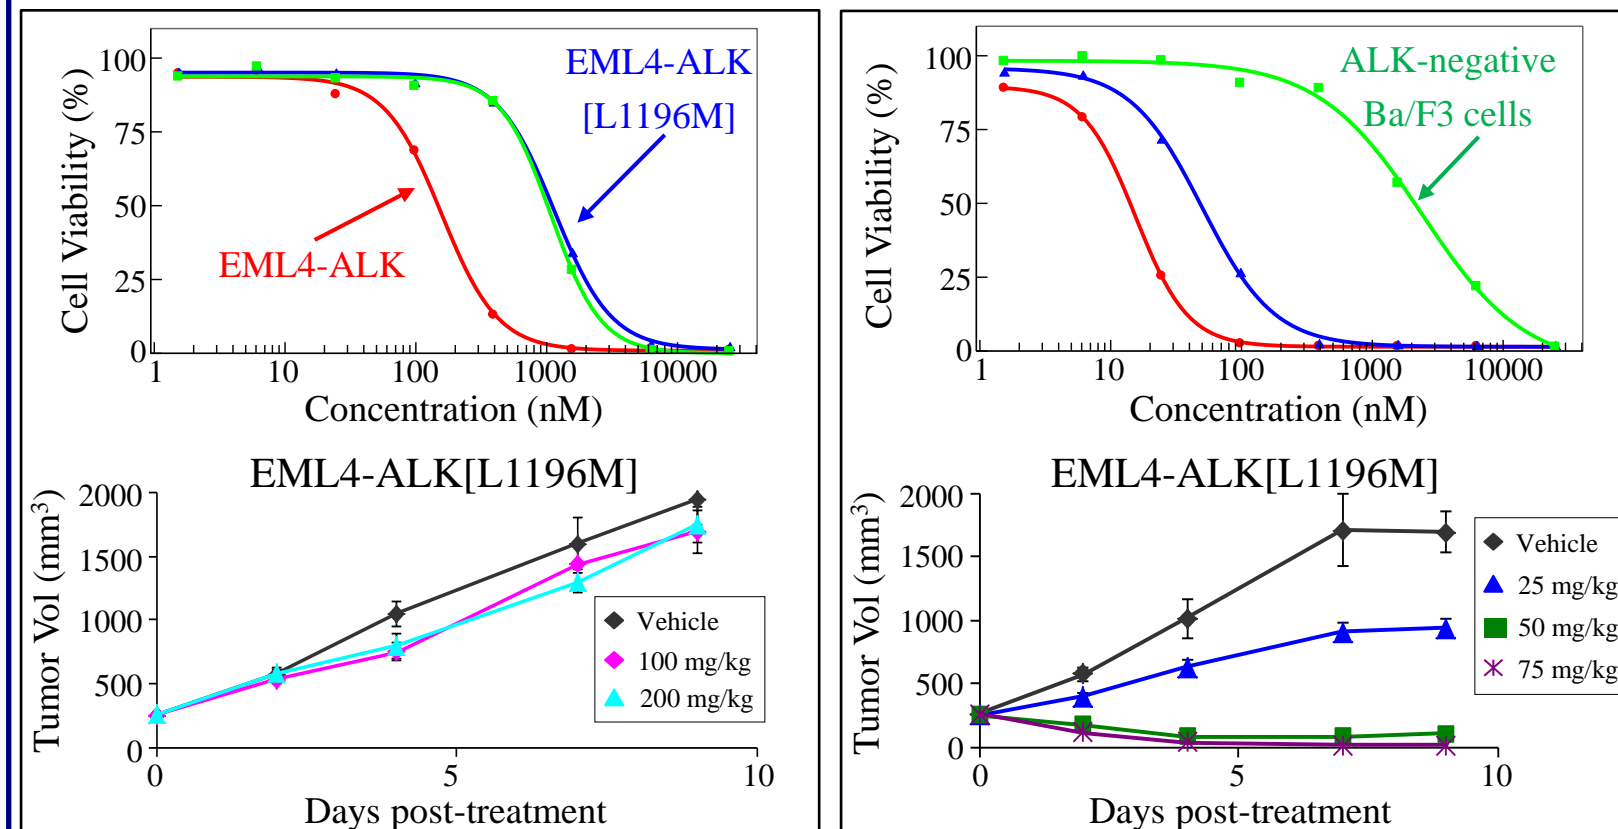 EML4-ALK
[L1196M]
EML4-ALK
Cell Viability (%)
100
75
50
25
0
1
10
100
1000
10000
Concentration (nM)
EML4-ALK[L1196M]
Tumor Vol (mm³)
2000
1500
1000
500
0
0
5
10
Vehicle
100 mg/kg
200 mg/kg
Days post-treatment
ALK-negative
Ba/F3 cells
Cell Viability (%)
100
75
50
25
0
1
10
100
1000
10000
Concentration (nM)
EML4-ALK[L1196M]
Tumor Vol (mm³)
2000
1500
1000
500
0
0
5
10
Vehicle
25 mg/kg
50 mg/kg
75 mg/kg
Days post-treatment